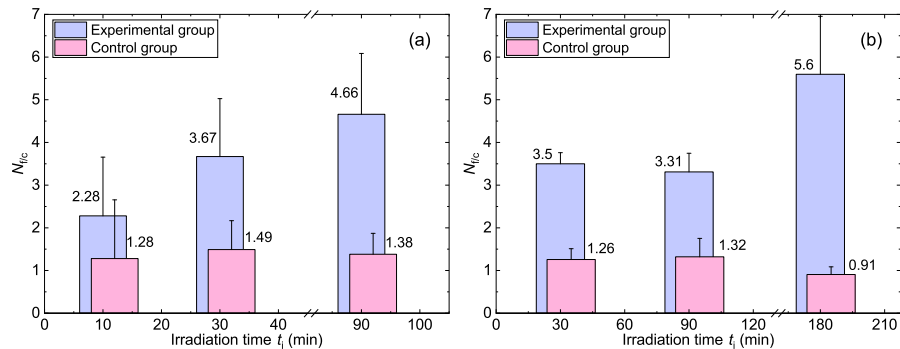 7
6
5
4
3
2
1
0
N_f/c
Experimental group
Control group
(a)
2.28
1.28
3.67
1.49
4.66
1.38
0 10 20 30 40 90 100
Irradiation time t_i (min)
7
6
5
4
3
2
1
0
N_f/c
Experimental group
Control group
(b)
3.5
1.26
3.31
1.32
5.6
0.91
0 30 60 90 120 180 210
Irradiation time t_i (min)